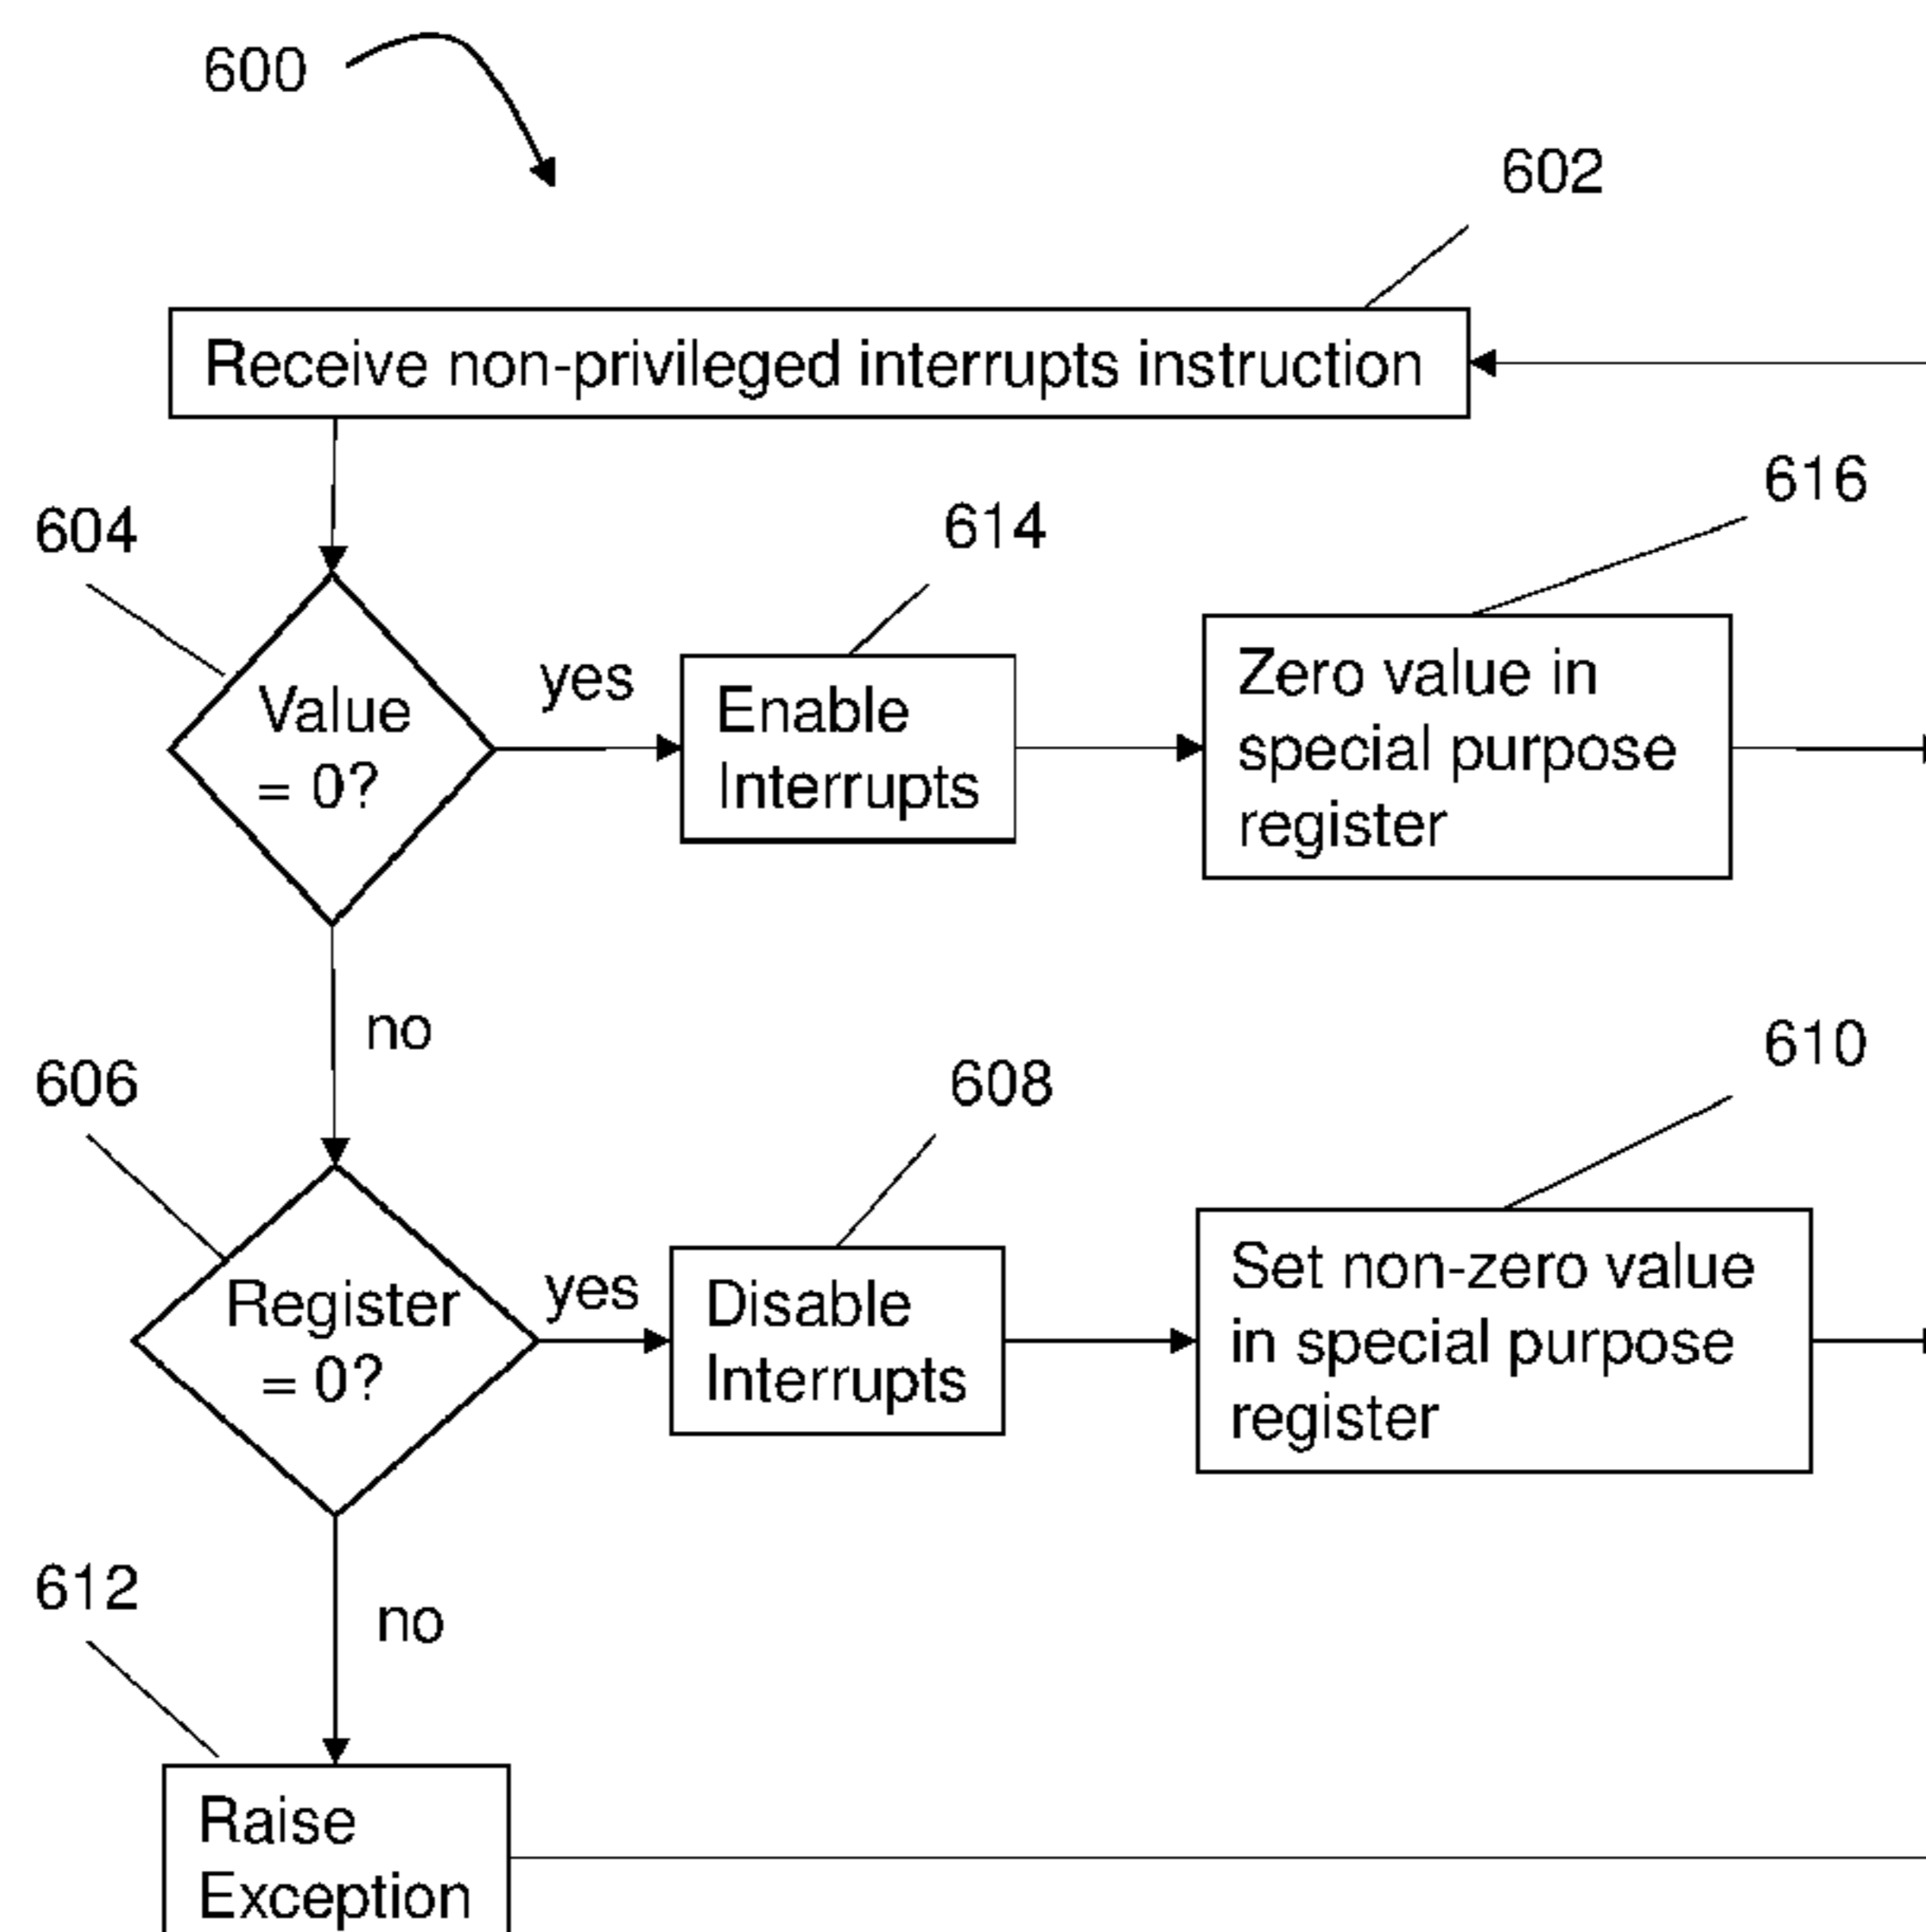 600
602
Receive non-privileged interrupts instruction
604
614
616
Value
= 0?
yes
Enable
Interrupts
Zero value in
special purpose
register
no
606
608
610
Register
= 0?
yes
Disable
Interrupts
Set non-zero value
in special purpose
register
612
no
Raise
Exception